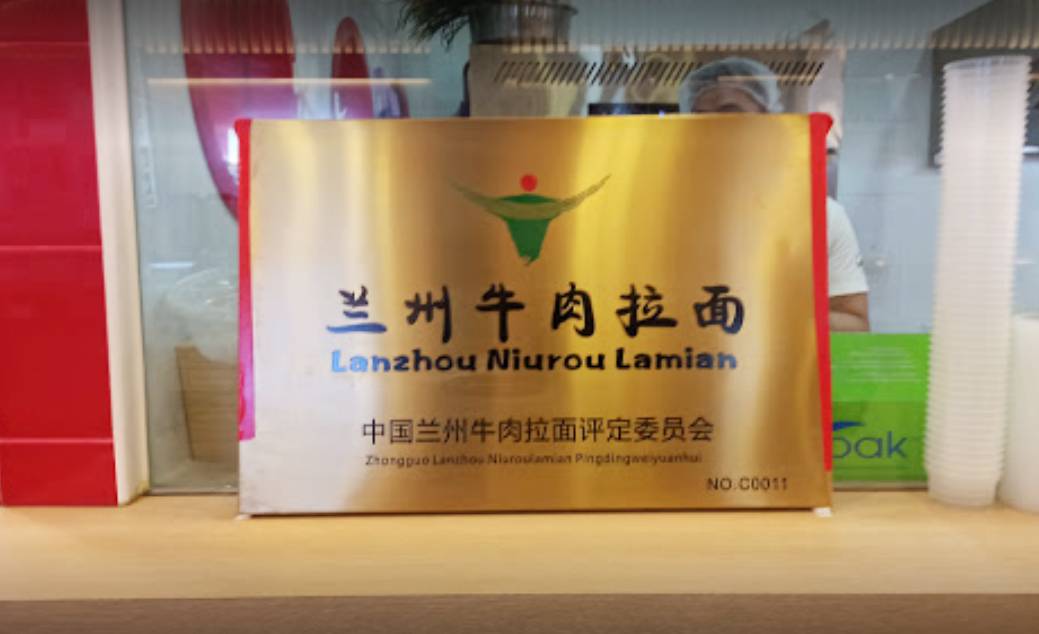 兰州牛肉拉面
Lanzhou Niurou Lamian
中国兰州牛肉拉面评定委员会
Zhongguo Lanzhou Niuroulamian Pingdingweiyuanhui
NO.C0011
pak